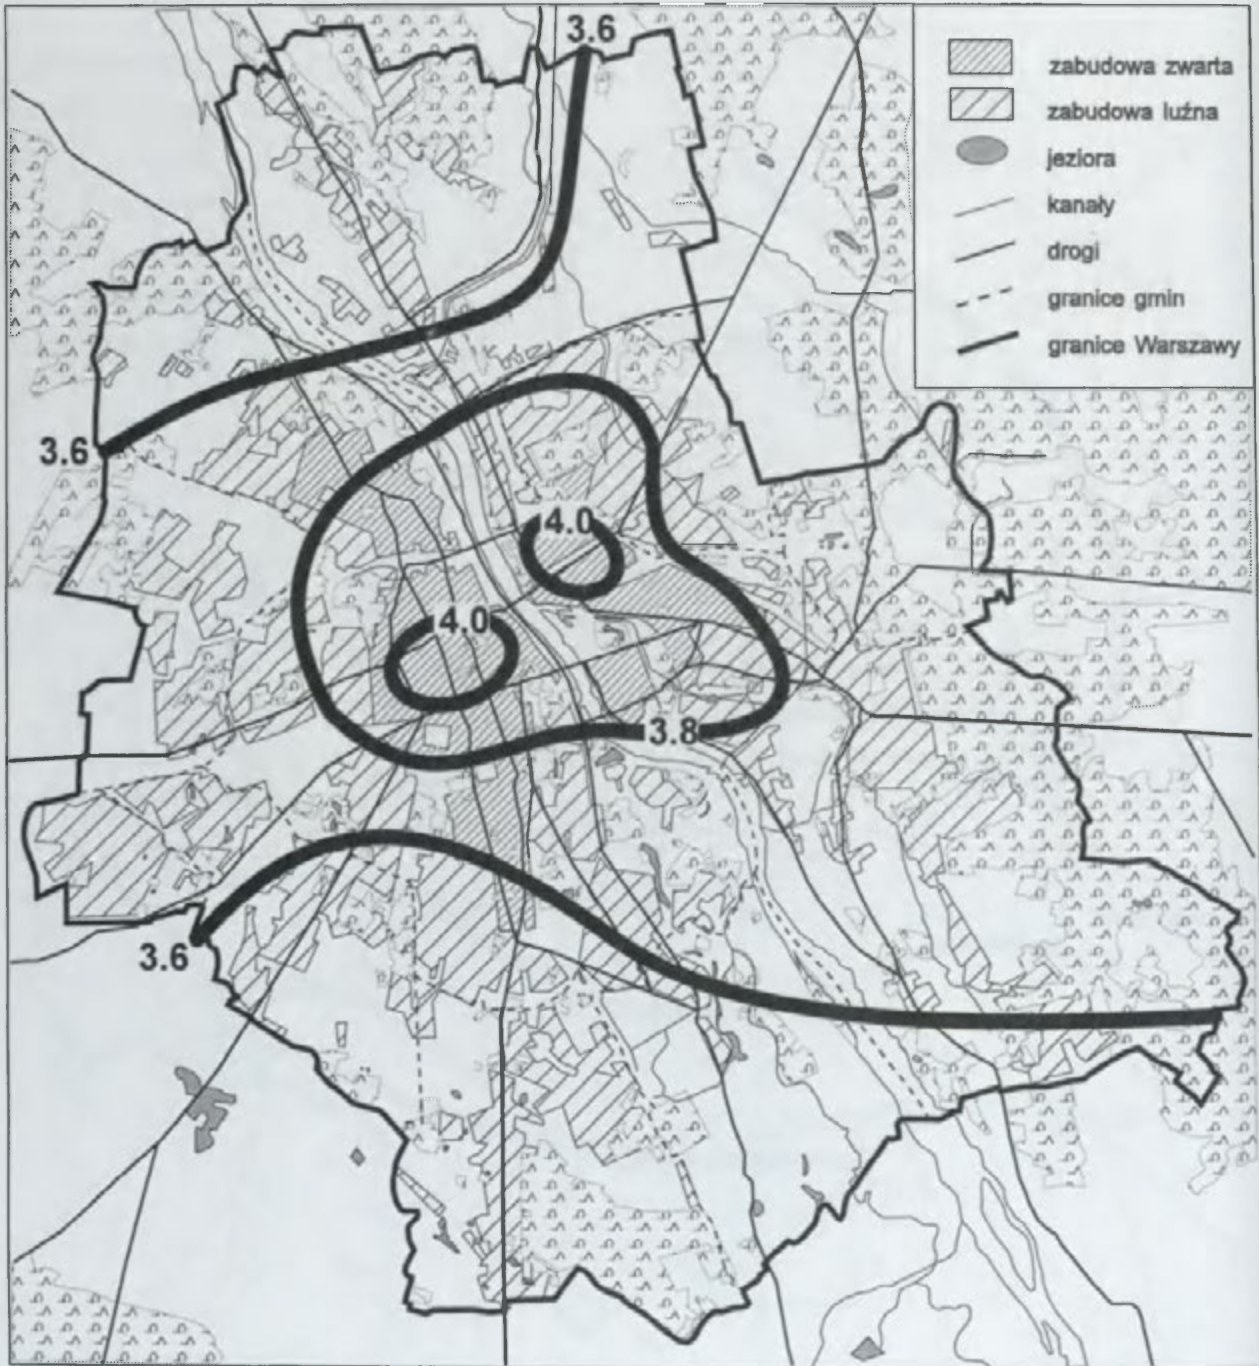 3.6
zabudowa zwarta
zabudowa luźna
jeziora
kanały
drogi
granice gmin
granice Warszawy
3.6
4.0
4.0
3.8
3.6